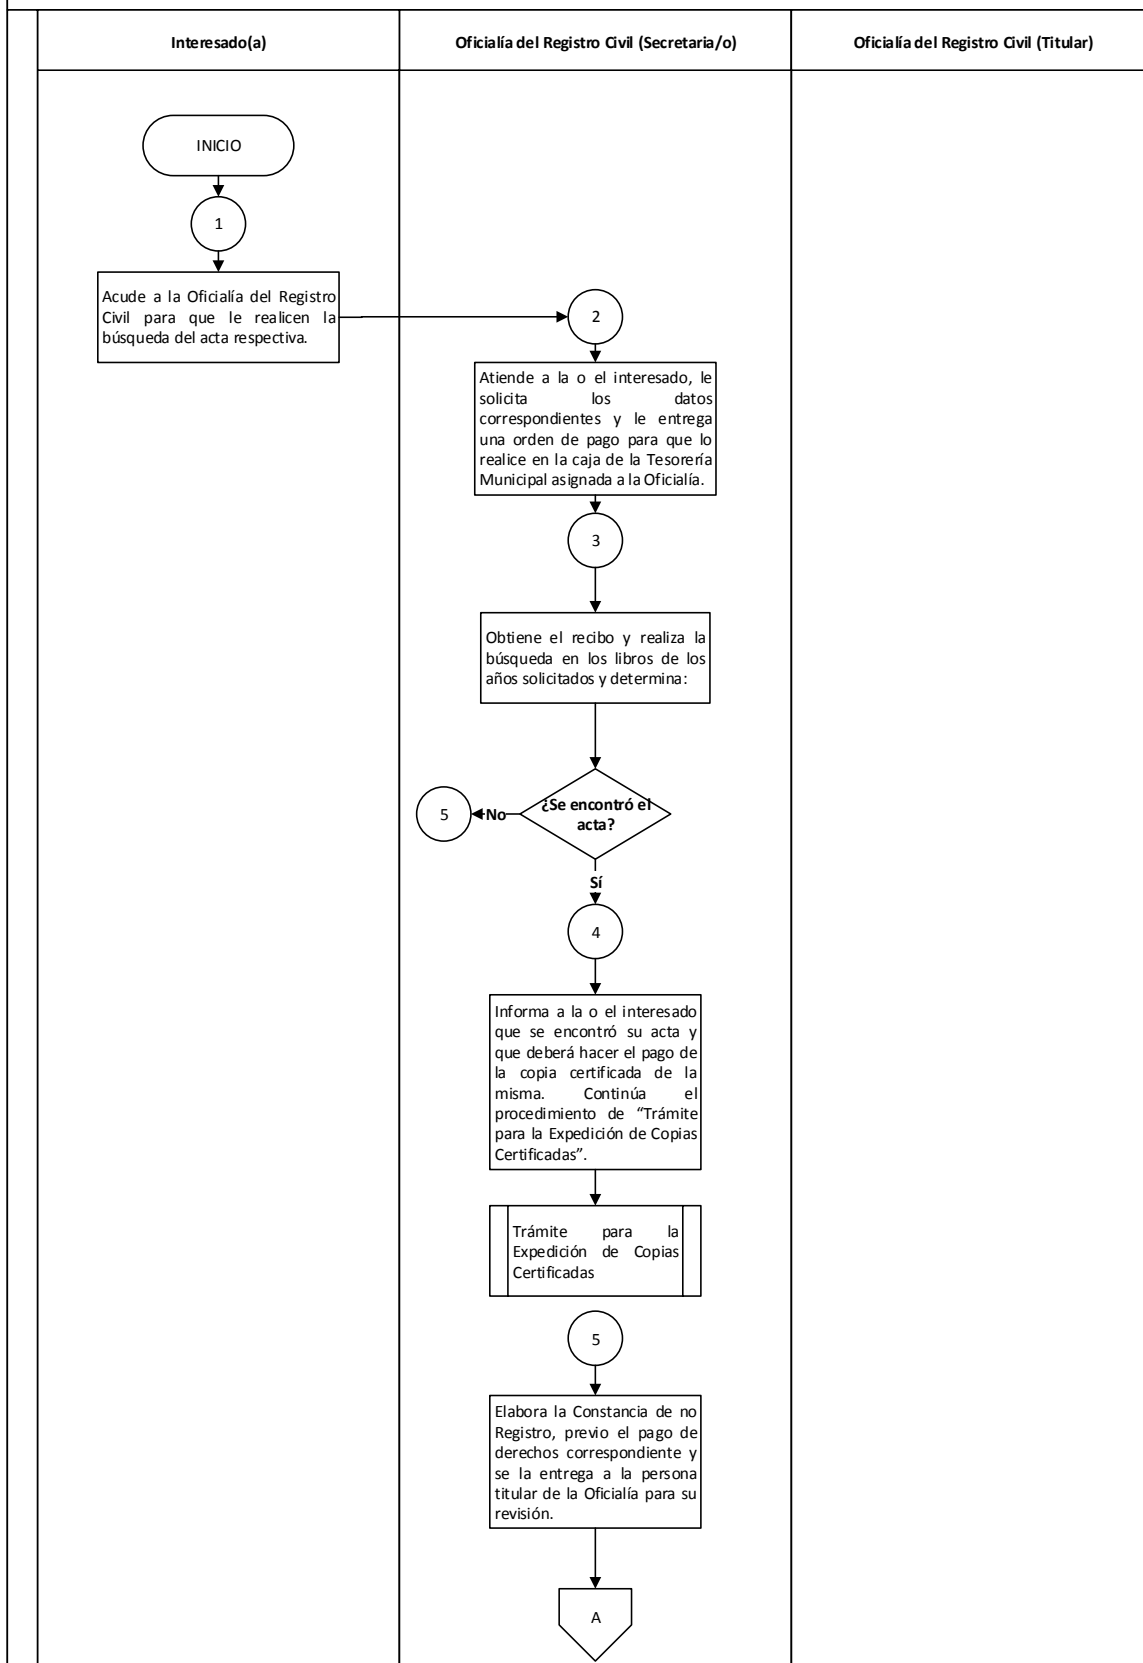 Interesado(a)
Oficialía del Registro Civil (Secretaria/o)
Oficialía del Registro Civil (Titular)
INICIO
1
Acude a la Oficialía del Registro
Civil para que le realicen la
búsqueda del acta respectiva.
2
Atiende a la o el interesado, le
solicita los datos
correspondientes y le entrega
una orden de pago para que lo
realice en la caja de la Tesorería
Municipal asignada a la Oficialía.
3
Obtiene el recibo y realiza la
búsqueda en los libros de los
años solicitados y determina:
¿Se encontró el
acta?
No
5
Sí
4
Informa a la o el interesado
que se encontró su acta y
que deberá hacer el pago de
la copia certificada de la
misma. Continúa el
procedimiento de “Trámite
para la Expedición de Copias
Certificadas”.
Trámite para la
Expedición de Copias
Certificadas
5
Elabora la Constancia de no
Registro, previo el pago de
derechos correspondiente y
se la entrega a la persona
titular de la Oficialía para su
revisión.
A